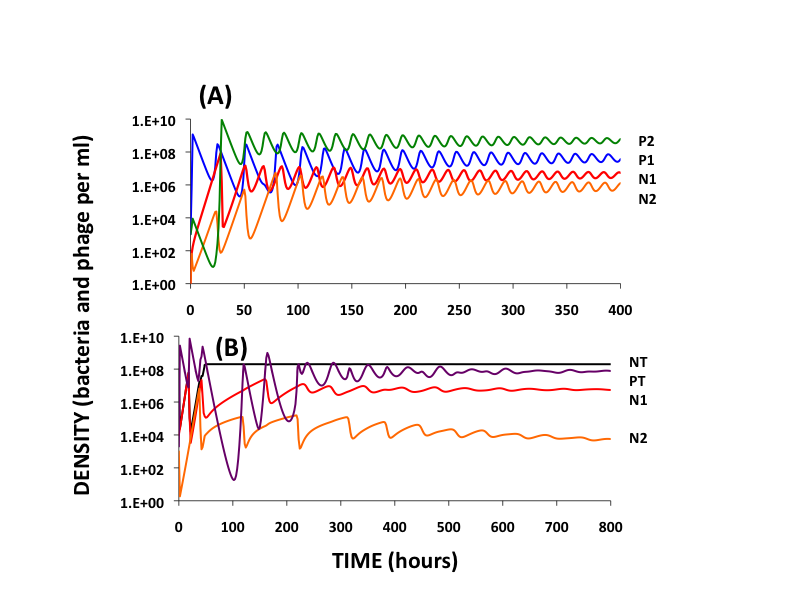 (A)
1.E+10
1.E+08
1.E+06
1.E+04
1.E+02
1.E+00
0 50 100 150 200 250 300 350 400
P2
P1
N1
N2
DENSITY (bacteria and phage per ml)
(B)
1.E+10
1.E+08
1.E+06
1.E+04
1.E+02
1.E+00
0 100 200 300 400 500 600 700 800
NT
PT
N1
N2
TIME (hours)